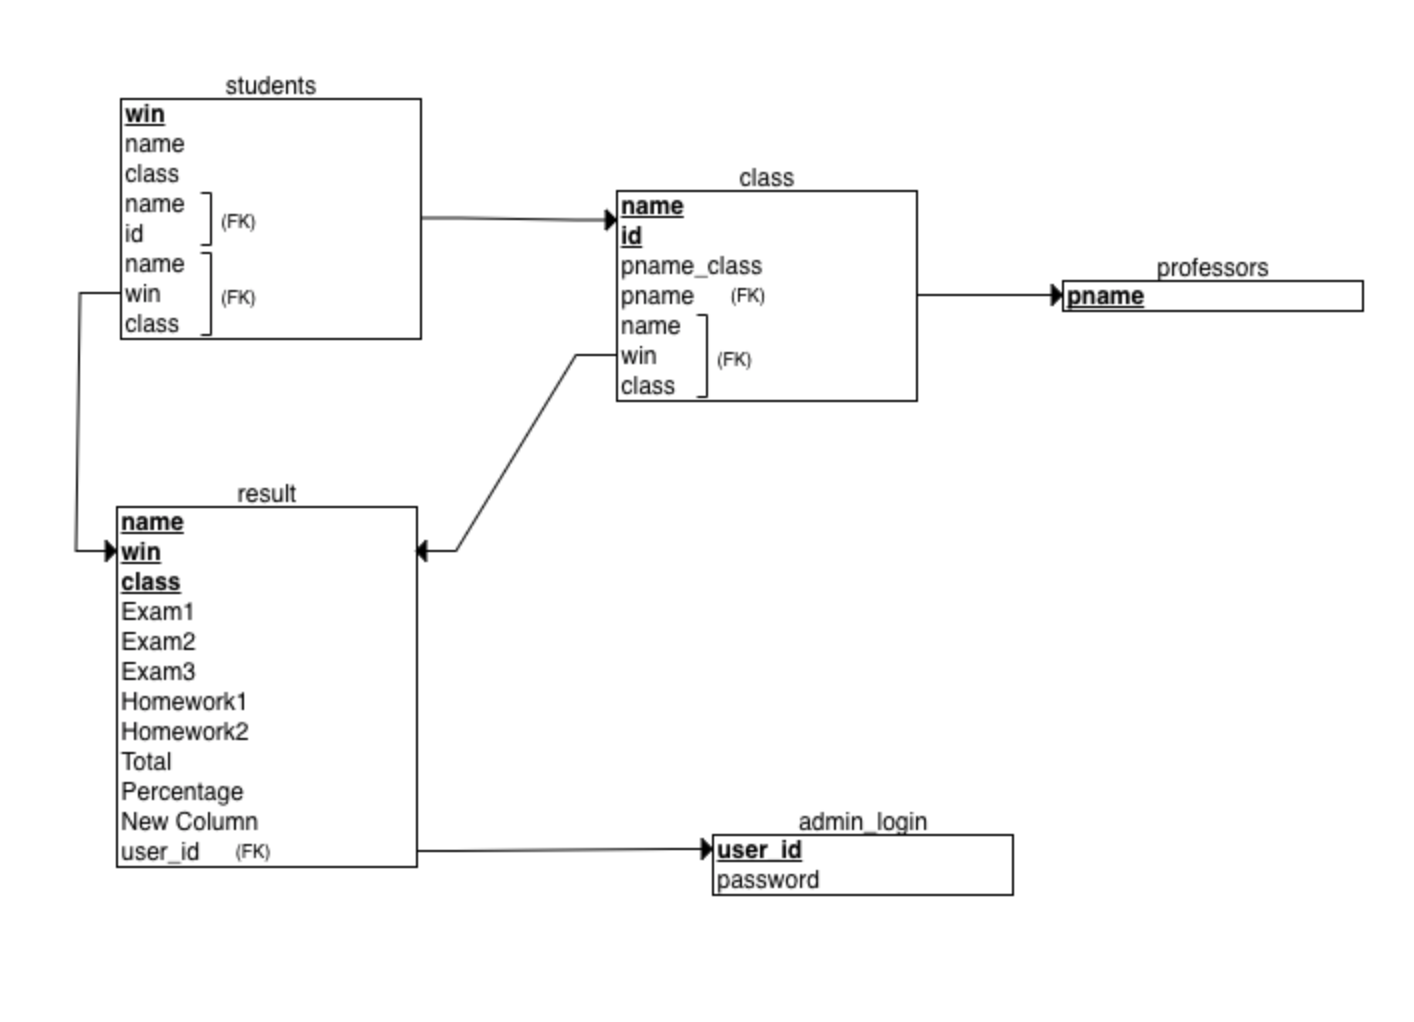 students
win
name
class
name
id
(FK)
name
win
class
(FK)
class
name
id
pname_class
pname (FK)
name
win
class
(FK)
professors
pname
result
name
win
class
Exam1
Exam2
Exam3
Homework1
Homework2
Total
Percentage
New Column
user_id (FK)
admin_login
user_id
password